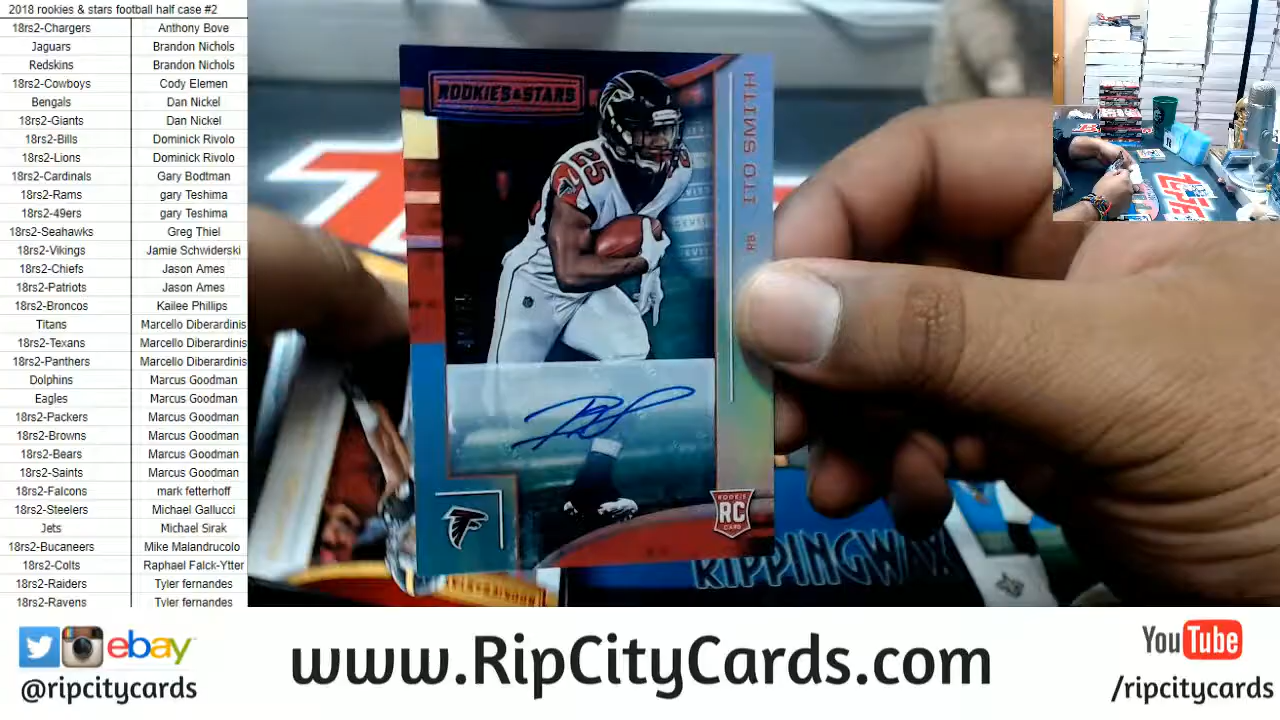 2018 rookies & stars football half case #2
18rs2-Chargers Anthony Bove
Jaguars Brandon Nichols
Redskins Brandon Nichols
18rs2-Cowboys Cody Elemen
Bengals Dan Nickel
18rs2-Giants Dan Nickel
18rs2-Bills Dominick Rivolo
18rs2-Lions Dominick Rivolo
18rs2-Cardinals Gary Bodtman
18rs2-Rams gary Teshima
18rs2-49ers gary Teshima
18rs2-Seahawks Greg Thiel
18rs2-Vikings Jamie Schwiderski
18rs2-Chiefs Jason Ames
18rs2-Patriots Jason Ames
18rs2-Broncos Kailee Phillips
Titans Marcello Diberardinis
18rs2-Texans Marcello Diberardinis
18rs2-Panthers Marcello Diberardinis
Dolphins Marcus Goodman
Eagles Marcus Goodman
18rs2-Packers Marcus Goodman
18rs2-Browns Marcus Goodman
18rs2-Bears Marcus Goodman
18rs2-Saints Marcus Goodman
18rs2-Falcons mark fetterhoff
18rs2-Steelers Michael Gallucci
Jets Michael Sirak
18rs2-Bucaneers Mike Malandrucolo
18rs2-Colts Raphael Falck-Ytter
18rs2-Raiders Tyler fernandes
18rs2-Ravens Tyler fernandes
ROOKIES & STARS
25
RB ITO SMITH
ROOKIE
RC
CARD
RIPPINGWAX
ebay
@ripcitycards
www.RipCityCards.com
YouTube
/ripcitycards